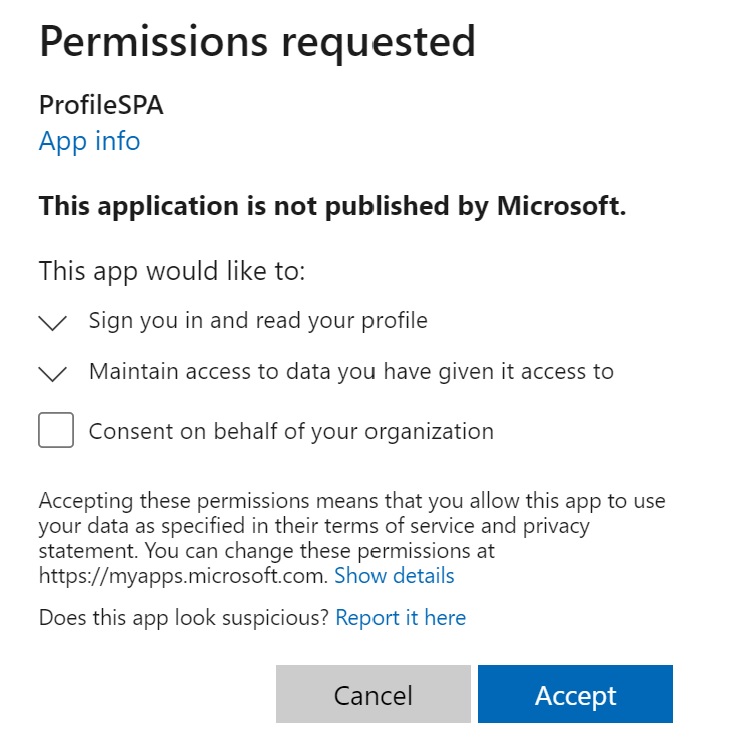 Permissions requested
ProfileSPA
App info
This application is not published by Microsoft.
This app would like to:
Sign you in and read your profile
Maintain access to data you have given it access to
Consent on behalf of your organization
Accepting these permissions means that you allow this app to use
your data as specified in their terms of service and privacy
statement. You can change these permissions at
https://myapps.microsoft.com. Show details
Does this app look suspicious? Report it here
Cancel Accept